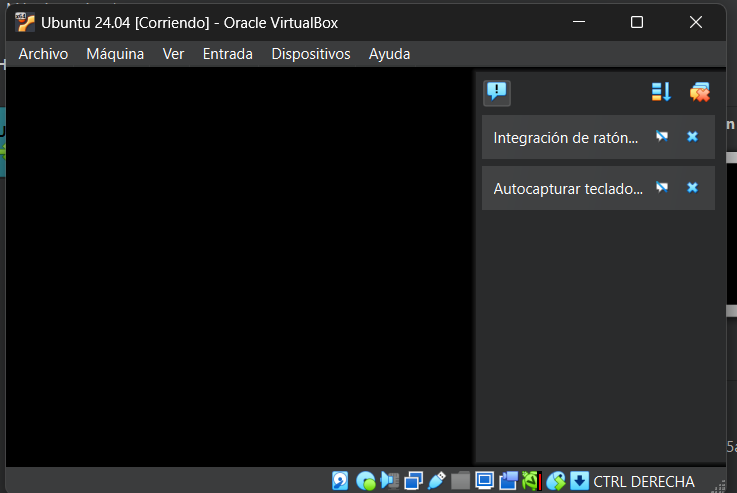 Ubuntu 24.04 [Corriendo] - Oracle VirtualBox
Archivo Máquina Ver Entrada Dispositivos Ayuda
Integración de ratón...
Autocapturar teclado...
CTRL DERECHA